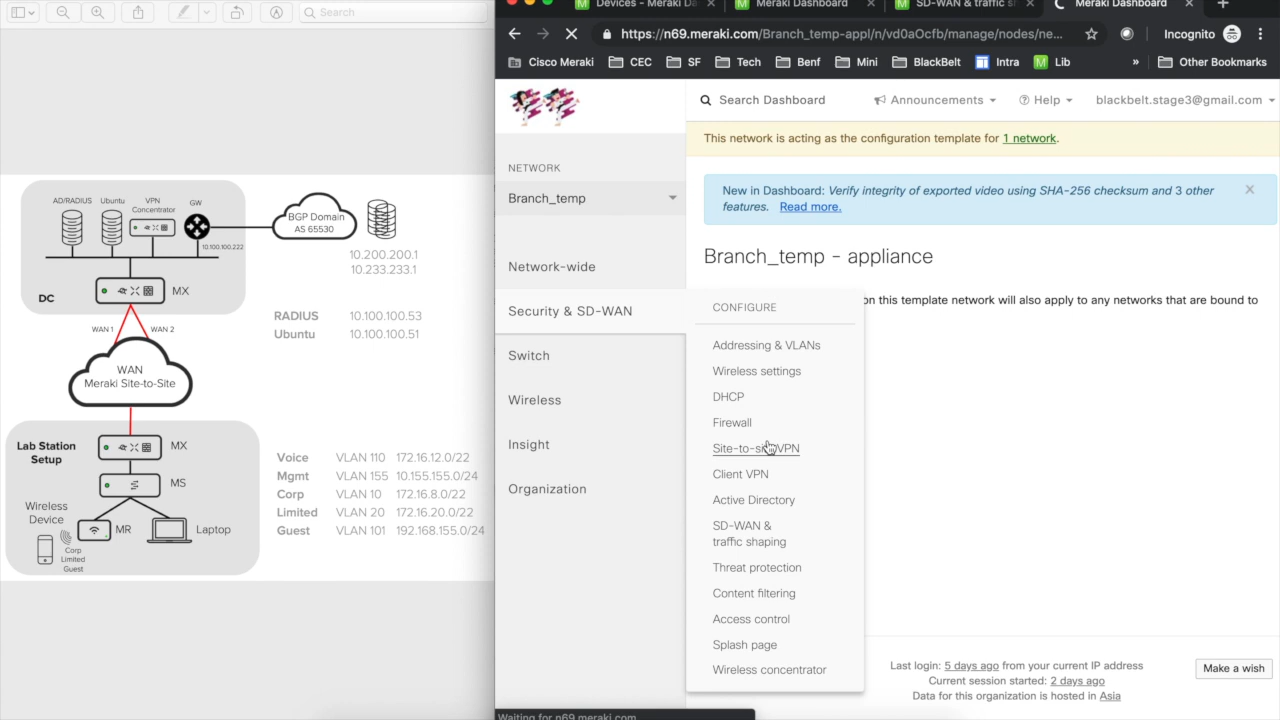 Search
AD/RADIUS
Ubuntu
VPN
Concentrator
GW
10.100.100.222
DC
MX
BGP Domain
AS 65530
10.200.200.1
10.233.233.1
RADIUS 10.100.100.53
Ubuntu 10.100.100.51
WAN 1
WAN 2
WAN
Meraki Site-to-Site
Lab Station
Setup
MX
MS
Wireless
Device
MR
Laptop
Corp
Limited
Guest
Voice VLAN 110 172.16.12.0/22
Mgmt VLAN 155 10.155.155.0/24
Corp VLAN 10 172.16.8.0/22
Limited VLAN 20 172.16.20.0/22
Guest VLAN 101 192.168.155.0/24
Devices - Meraki Da
Meraki Dashboard
SD-WAN & traffic s
Meraki Dashboard
https://n69.meraki.com/Branch_temp-appl/n/vd0aOcfb/manage/nodes/ne...
Incognito
Cisco Meraki
CEC
SF
Tech
Benf
Mini
BlackBelt
Intra
Lib
»
Other Bookmarks
Search Dashboard
Announcements
Help
blackbelt.stage3@gmail.com
This network is acting as the configuration template for 1 network.
NETWORK
Branch_temp
Network-wide
Security & SD-WAN
Switch
Wireless
Insight
Organization
New in Dashboard: Verify integrity of exported video using SHA-256 checksum and 3 other
features. Read more.
Branch_temp - appliance
on this template network will also apply to any networks that are bound to
CONFIGURE
Addressing & VLANs
Wireless settings
DHCP
Firewall
Site-to-site VPN
Client VPN
Active Directory
SD-WAN &
traffic shaping
Threat protection
Content filtering
Access control
Splash page
Wireless concentrator
Last login: 5 days ago from your current IP address
Current session started: 2 days ago
Data for this organization is hosted in Asia
Make a wish
Waiting for n69.meraki.com